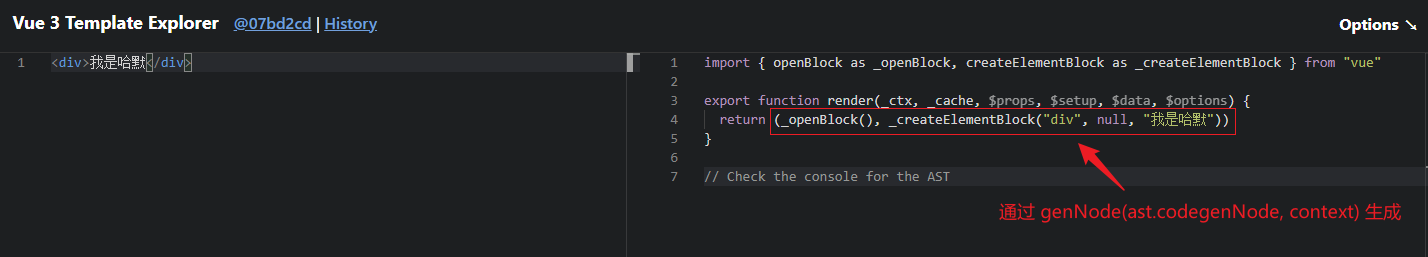 Vue 3 Template Explorer @07bd2cd | History
Options ↘
1 <div>我是哈默</div>
1 import { openBlock as _openBlock, createElementBlock as _createElementBlock } from "vue"
2
3 export function render(_ctx, _cache, $props, $setup, $data, $options) {
4 return (_openBlock(), _createElementBlock("div", null, "我是哈默"))
5 }
6
7 // Check the console for the AST
通过 genNode(ast.codegenNode, context) 生成